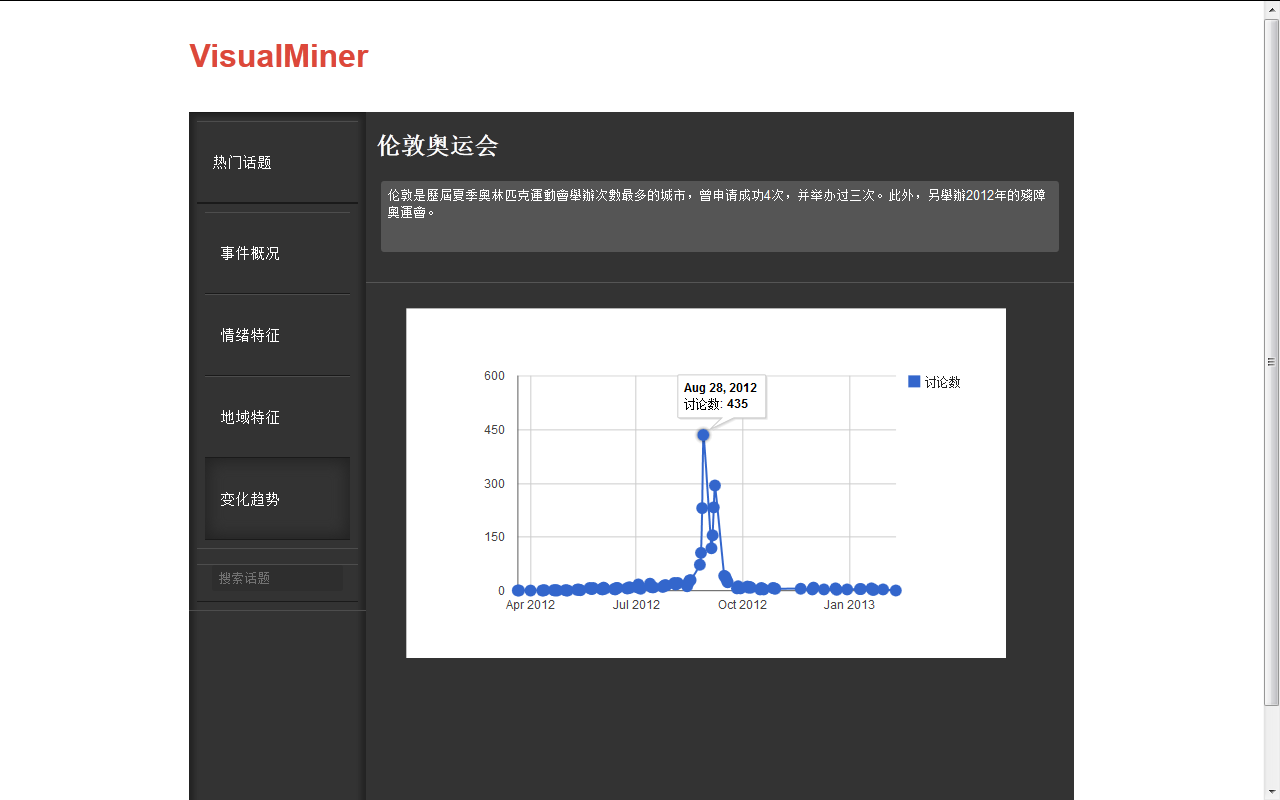 VisualMiner
热门话题
事件概况
情绪特征
地域特征
变化趋势
搜索话题
伦敦奥运会
伦敦是歷屆夏季奧林匹克運動會舉辦次數最多的城市，曾申请成功4次，并举办过三次。此外，另舉辦2012年的殘障
奧運會。
600
450
300
150
0
Aug 28, 2012
讨论数: 435
讨论数
Apr 2012
Jul 2012
Oct 2012
Jan 2013